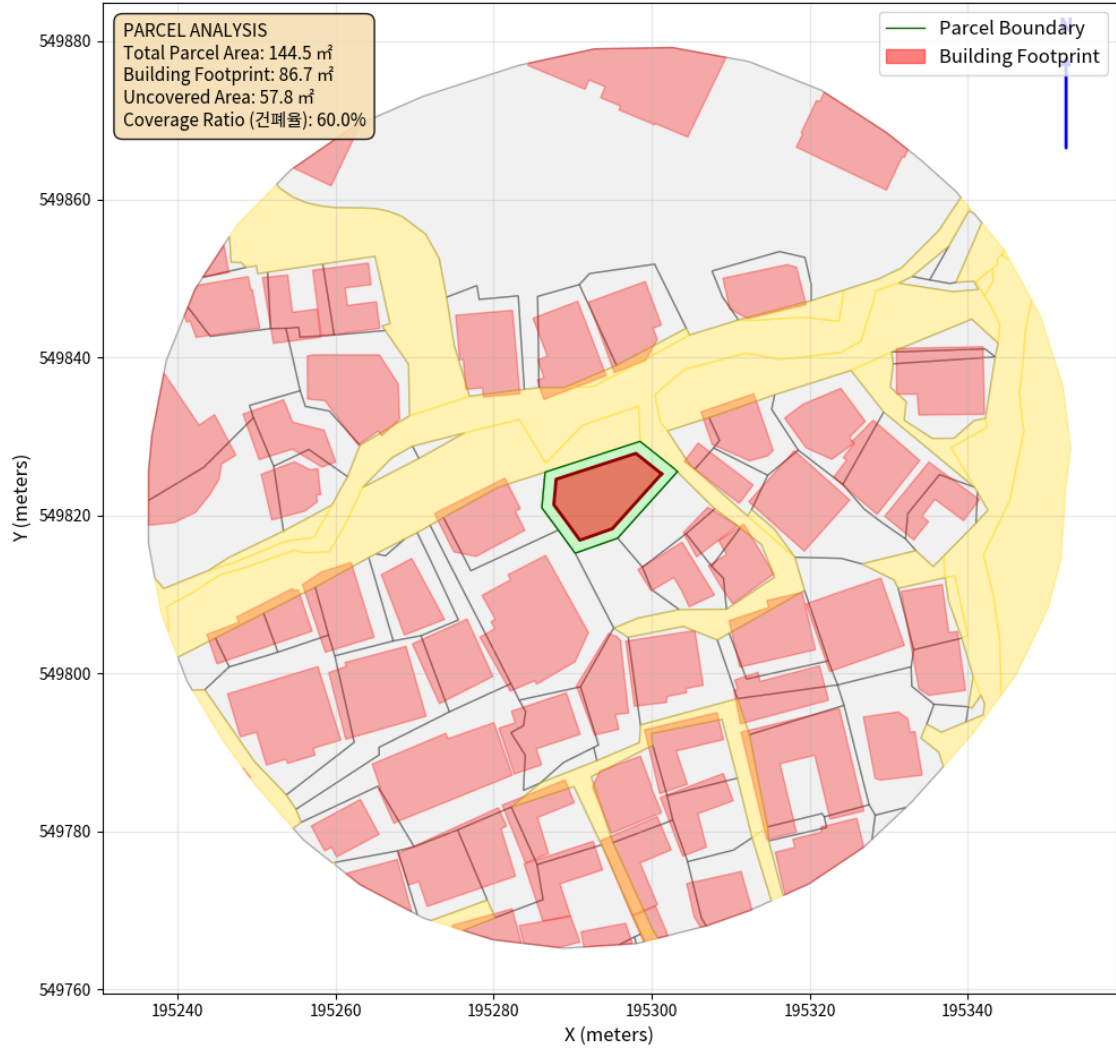 PARCEL ANALYSIS
Total Parcel Area: 144.5 ㎡
Building Footprint: 86.7 ㎡
Uncovered Area: 57.8 ㎡
Coverage Ratio (건폐율): 60.0%
Parcel Boundary
Building Footprint
N
549880
549860
549840
549820
549800
549780
549760
Y (meters)
195240
195260
195280
195300
195320
195340
X (meters)